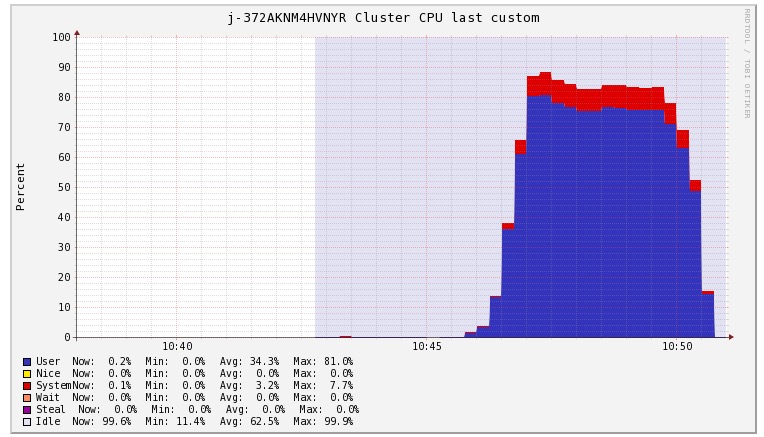 j-372AKNM4HVNYR Cluster CPU last custom
RRDTOOL / TOBI OETIKER
Percent
100
90
80
70
60
50
40
30
20
10
0
10:40 10:45 10:50
User Now: 0.2% Min: 0.0% Avg: 34.3% Max: 81.0%
Nice Now: 0.0% Min: 0.0% Avg: 0.0% Max: 0.0%
SystemNow: 0.1% Min: 0.0% Avg: 3.2% Max: 7.7%
Wait Now: 0.0% Min: 0.0% Avg: 0.0% Max: 0.0%
Steal Now: 0.0% Min: 0.0% Avg: 0.0% Max: 0.0%
Idle Now: 99.6% Min: 11.4% Avg: 62.5% Max: 99.9%